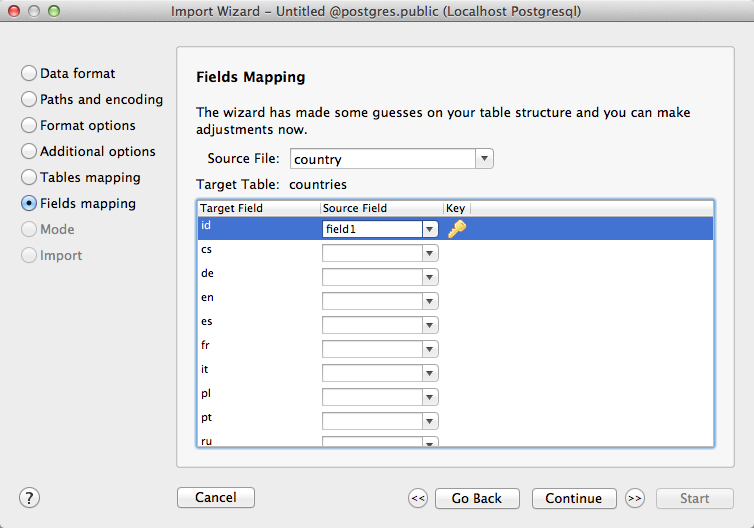 Import Wizard – Untitled @postgres.public (Localhost Postgresql)
Data format
Paths and encoding
Format options
Additional options
Tables mapping
Fields mapping
Mode
Import
Fields Mapping
The wizard has made some guesses on your table structure and you can make
adjustments now.
Source File: country
Target Table: countries
Target Field Source Field Key
id field1
cs
de
en
es
fr
it
pl
pt
ru
? Cancel << Go Back Continue >> Start